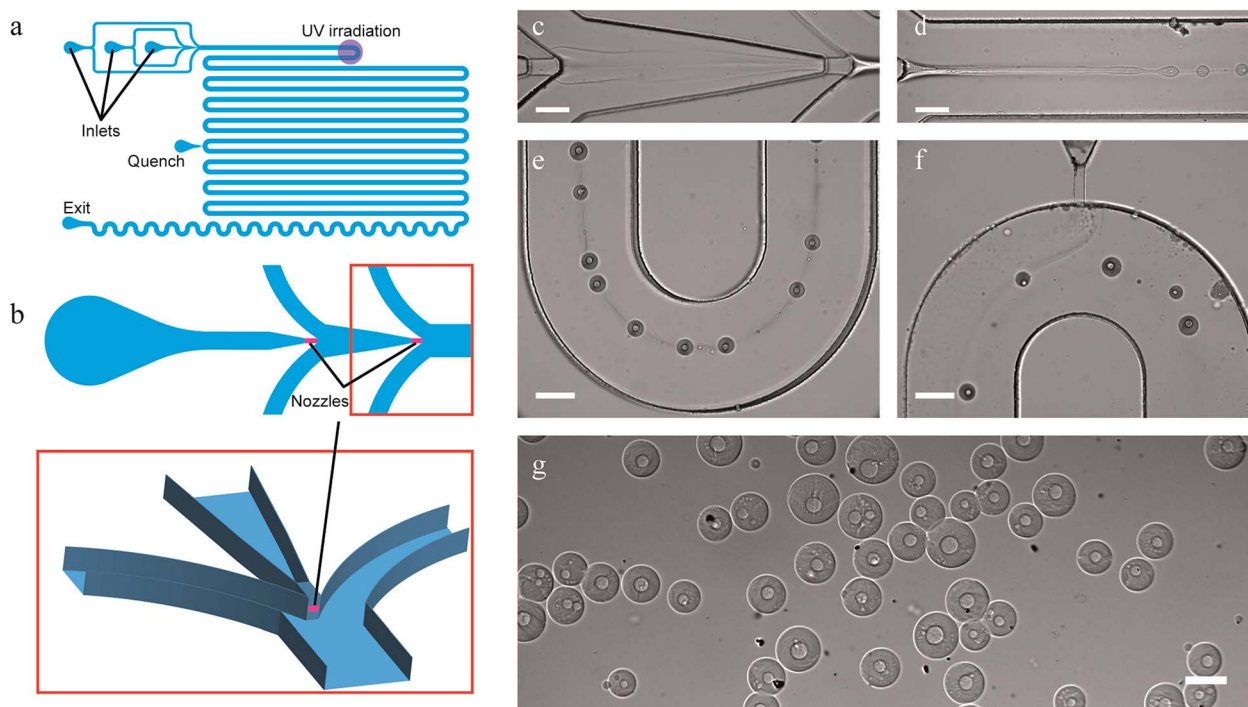 a
UV irradiation
Inlets
Quench
Exit
b
Nozzles
c
d
e
f
g